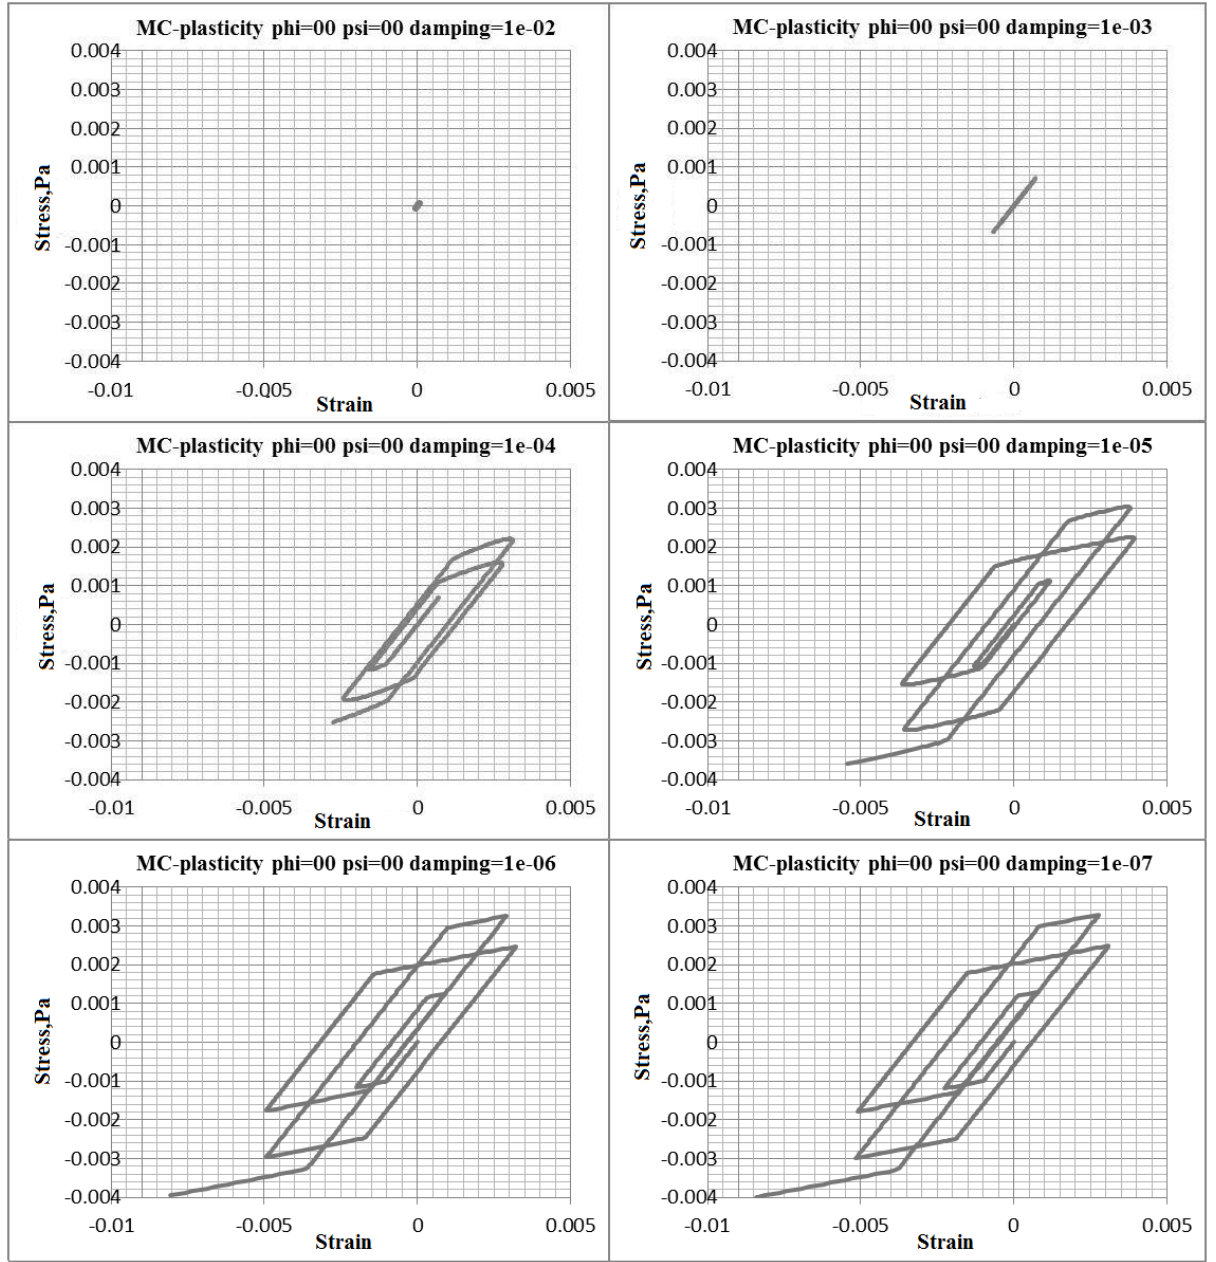 MC-plasticity phi=00 psi=00 damping=1e-02
0.004
0.003
0.002
0.001
0
-0.001
-0.002
-0.003
-0.004
-0.01 -0.005 0 0.005
Stress,Pa
Strain
MC-plasticity phi=00 psi=00 damping=1e-03
0.004
0.003
0.002
0.001
0
-0.001
-0.002
-0.003
-0.004
-0.01 -0.005 0 0.005
Stress,Pa
Strain
MC-plasticity phi=00 psi=00 damping=1e-04
0.004
0.003
0.002
0.001
0
-0.001
-0.002
-0.003
-0.004
-0.01 -0.005 0 0.005
Stress,Pa
Strain
MC-plasticity phi=00 psi=00 damping=1e-05
0.004
0.003
0.002
0.001
0
-0.001
-0.002
-0.003
-0.004
-0.01 -0.005 0 0.005
Stress,Pa
Strain
MC-plasticity phi=00 psi=00 damping=1e-06
0.004
0.003
0.002
0.001
0
-0.001
-0.002
-0.003
-0.004
-0.01 -0.005 0 0.005
Stress,Pa
Strain
MC-plasticity phi=00 psi=00 damping=1e-07
0.004
0.003
0.002
0.001
0
-0.001
-0.002
-0.003
-0.004
-0.01 -0.005 0 0.005
Stress,Pa
Strain